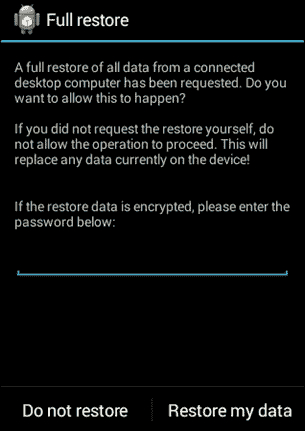 Full restore
A full restore of all data from a connected
desktop computer has been requested. Do you
want to allow this to happen?
If you did not request the restore yourself, do
not allow the operation to proceed. This will
replace any data currently on the device!
If the restore data is encrypted, please enter the
password below:
Do not restore
Restore my data